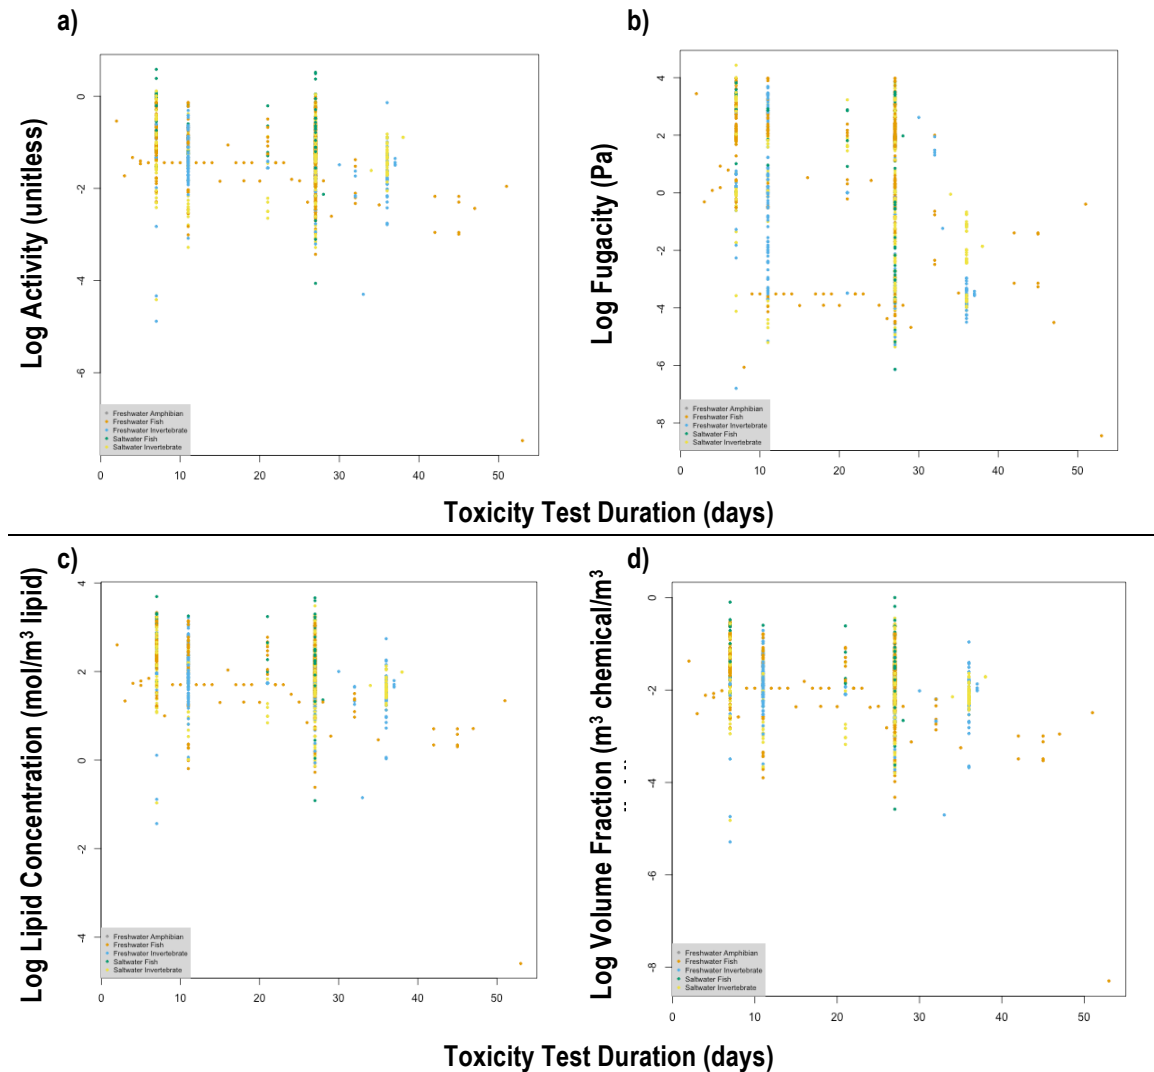 a)
Log Activity (unitless)
0
-2
-4
-6
Freshwater Amphibian
Freshwater Fish
Freshwater Invertebrate
Saltwater Fish
Saltwater Invertebrate
0 10 20 30 40 50
b)
Log Fugacity (Pa)
4
2
0
-2
-4
-6
-8
Freshwater Amphibian
Freshwater Fish
Freshwater Invertebrate
Saltwater Fish
Saltwater Invertebrate
0 10 20 30 40 50
Toxicity Test Duration (days)
c)
Log Lipid Concentration (mol/m³ lipid)
4
2
0
-2
-4
Freshwater Amphibian
Freshwater Fish
Freshwater Invertebrate
Saltwater Fish
Saltwater Invertebrate
0 10 20 30 40 50
d)
Log Volume Fraction (m³ chemical/m³
0
-2
-4
-6
-8
Freshwater Amphibian
Freshwater Fish
Freshwater Invertebrate
Saltwater Fish
Saltwater Invertebrate
0 10 20 30 40 50
Toxicity Test Duration (days)